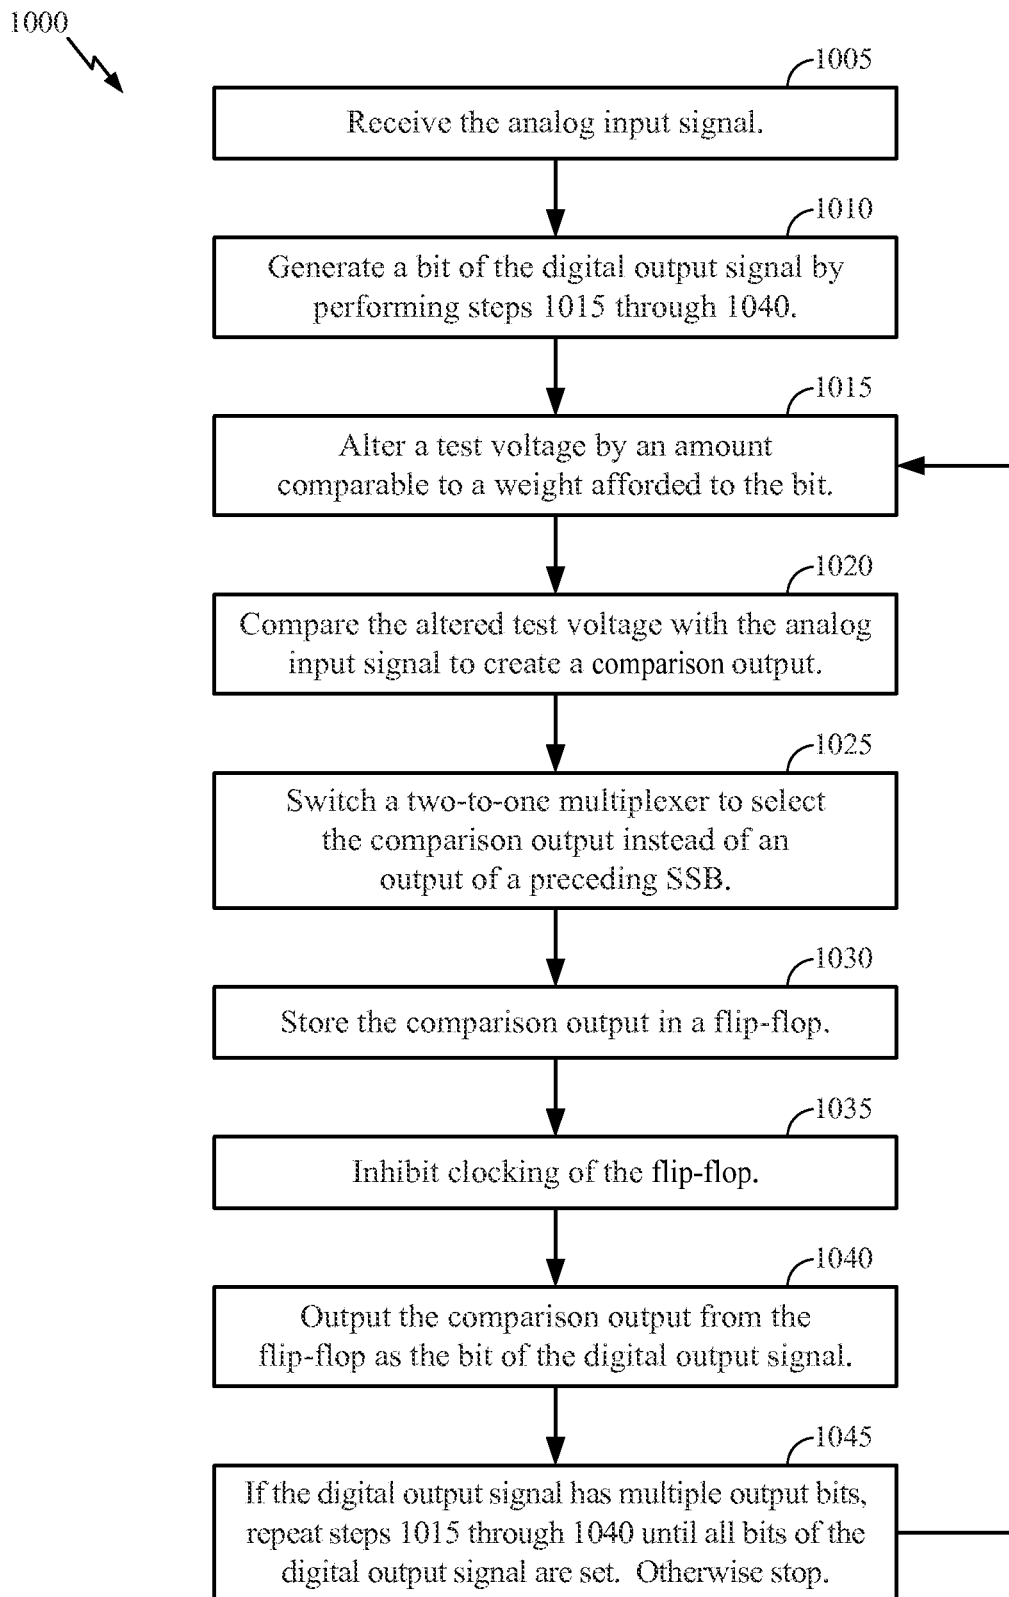 1000
1005
Receive the analog input signal.
1010
Generate a bit of the digital output signal by
performing steps 1015 through 1040.
1015
Alter a test voltage by an amount
comparable to a weight afforded to the bit.
1020
Compare the altered test voltage with the analog
input signal to create a comparison output.
1025
Switch a two-to-one multiplexer to select
the comparison output instead of an
output of a preceding SSB.
1030
Store the comparison output in a flip-flop.
1035
Inhibit clocking of the flip-flop.
1040
Output the comparison output from the
flip-flop as the bit of the digital output signal.
1045
If the digital output signal has multiple output bits,
repeat steps 1015 through 1040 until all bits of the
digital output signal are set. Otherwise stop.